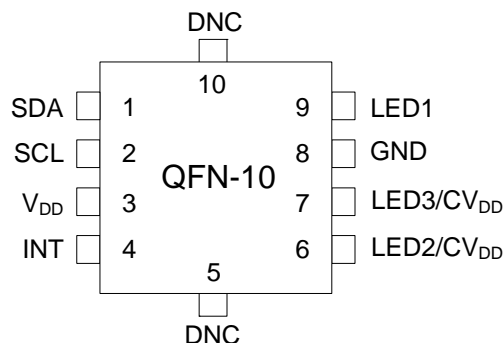 DNC
10
SDA 1 9 LED1
SCL 2 8 GND
QFN-10
VDD 3 7 LED3/CVDD
INT 4 6 LED2/CVDD
5
DNC